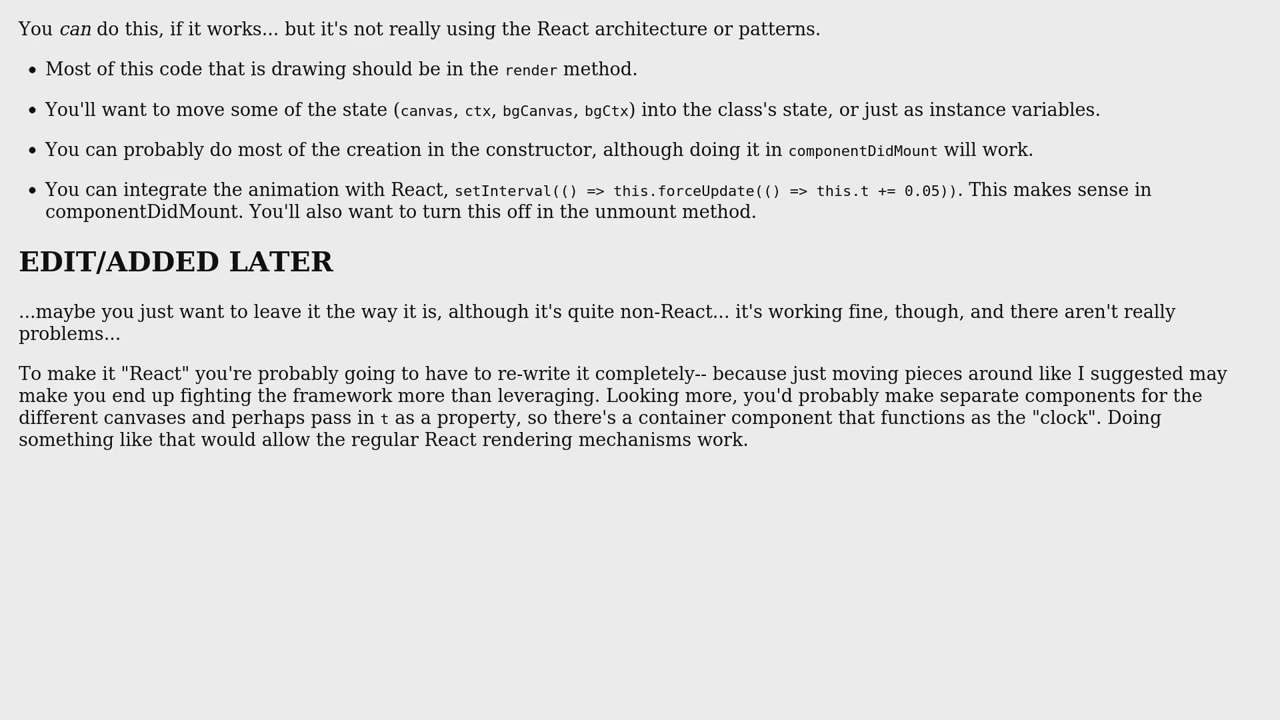 You can do this, if it works... but it's not really using the React architecture or patterns.
• Most of this code that is drawing should be in the render method.
• You'll want to move some of the state (canvas, ctx, bgCanvas, bgCtx) into the class's state, or just as instance variables.
• You can probably do most of the creation in the constructor, although doing it in componentDidMount will work.
• You can integrate the animation with React, setInterval(() => this.forceUpdate(() => this.t += 0.05)). This makes sense in
componentDidMount. You'll also want to turn this off in the unmount method.
EDIT/ADDED LATER
...maybe you just want to leave it the way it is, although it's quite non-React... it's working fine, though, and there aren't really
problems...
To make it "React" you're probably going to have to re-write it completely-- because just moving pieces around like I suggested may
make you end up fighting the framework more than leveraging. Looking more, you'd probably make separate components for the
different canvases and perhaps pass in t as a property, so there's a container component that functions as the "clock". Doing
something like that would allow the regular React rendering mechanisms work.